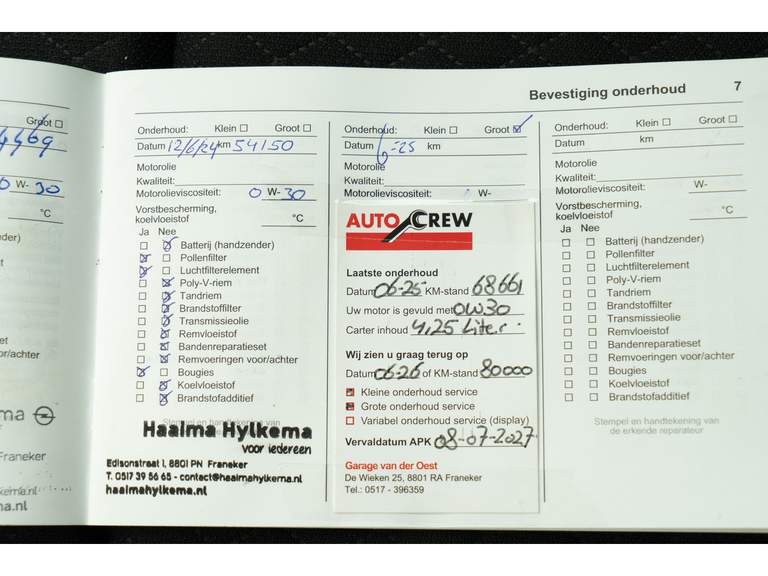 Bevestiging onderhoud 7
Groot
W-30
°C
/achter
Franeker
Onderhoud: Klein Groot
Datum 12/6/24 km 54150
Motorolie
Kwaliteit:
Motorolieviscositeit: 0 W-30
Vorstbescherming,
koelvloeistof °C
Ja Nee
Batterij (handzender)
Pollenfilter
Luchtfilterelement
Poly-V-riem
Tandriem
Brandstoffilter
Transmissieolie
Remvloeistof
Bandenreparatieset
Remvoeringen voor/achter
Bougies
Koelvloeistof
Brandstofadditief
Haaima Hylkema
voor iedereen
Edisonstraat 1, 8801 PN Franeker
T. 0517 39 56 65 - contact@haaimahylkema.nl
haaimahylkema.nl
Onderhoud: Klein Groot
Datum 6-25 km
Motorolie
Kwaliteit:
Motorolieviscositeit: W-
AUTO CREW
Laatste onderhoud
Datum 06-25 KM-stand 68661
Uw motor is gevuld met 0W30
Carter inhoud 4,25 Liter.
Wij zien u graag terug op
Datum 06-26 of KM-stand 80000
Kleine onderhoud service
Grote onderhoud service
Variabel onderhoud service (display)
Vervaldatum APK 08-07-2027
Garage van der Oest
De Wieken 25, 8801 RA Franeker
Tel.: 0517 - 396359
Onderhoud: Klein Groot
Datum km
Motorolie
Kwaliteit:
Motorolieviscositeit: W-
Vorstbescherming,
koelvloeistof °C
Ja Nee
Batterij (handzender)
Pollenfilter
Luchtfilterelement
Poly-V-riem
Tandriem
Brandstoffilter
Transmissieolie
Remvloeistof
Bandenreparatieset
Remvoeringen voor/achter
Bougies
Koelvloeistof
Brandstofadditief
Stempel en handtekening van
de erkende reparateur